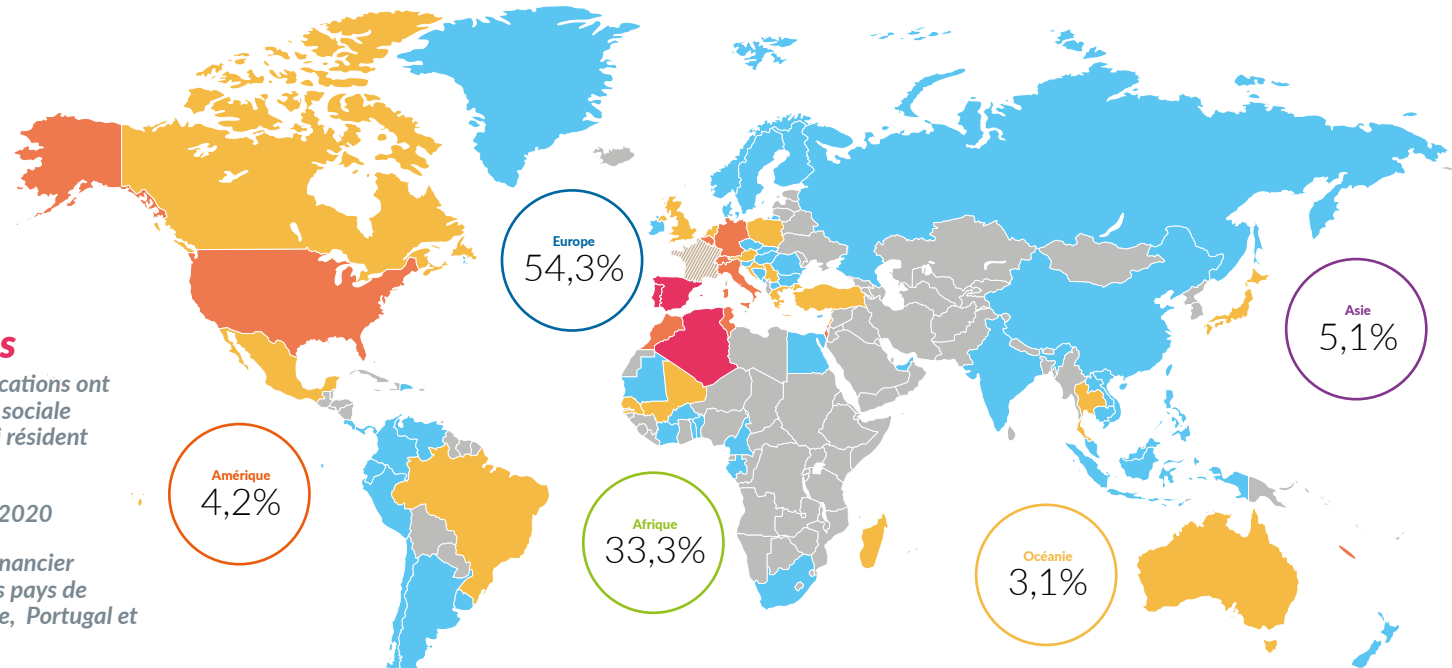 s
cations ont
sociale
i résident
2020
nancier
s pays de
e, Portugal et
Europe
54,3%
Asie
5,1%
Amérique
4,2%
Afrique
33,3%
Océanie
3,1%